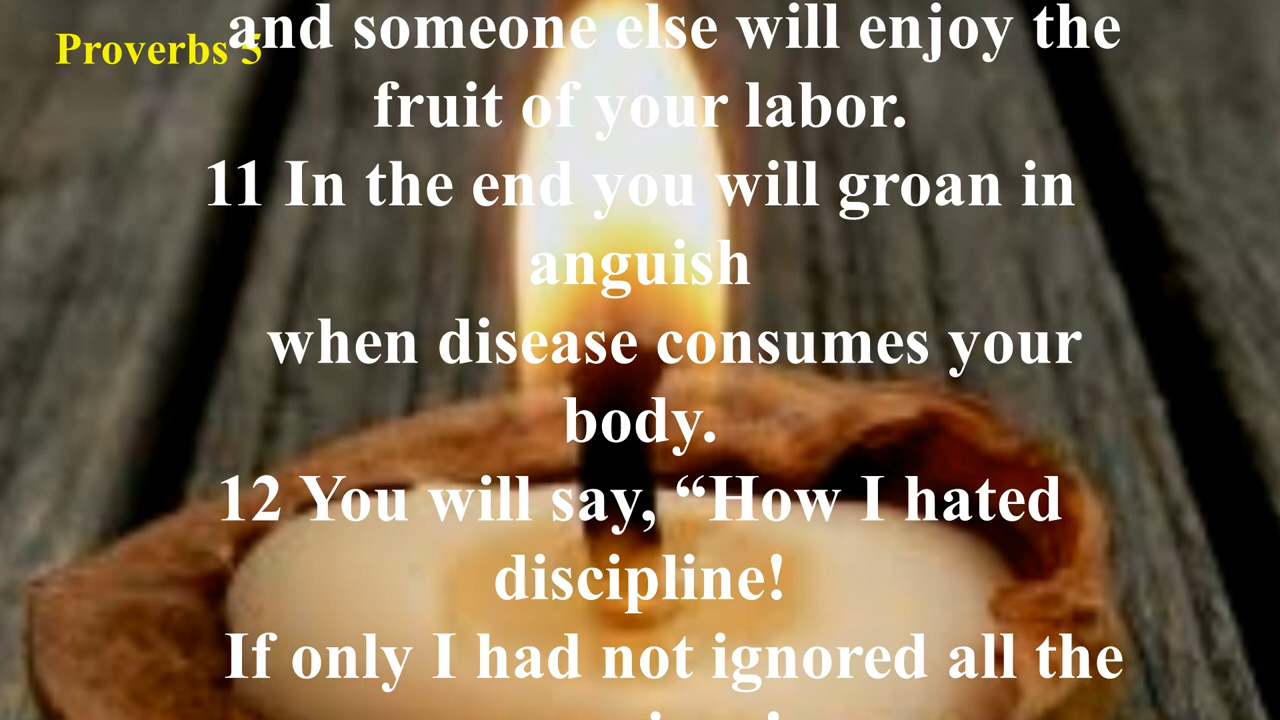 Proverbs 5
and someone else will enjoy the
fruit of your labor.
11 In the end you will groan in
anguish
when disease consumes your
body.
12 You will say, “How I hated
discipline!
If only I had not ignored all the